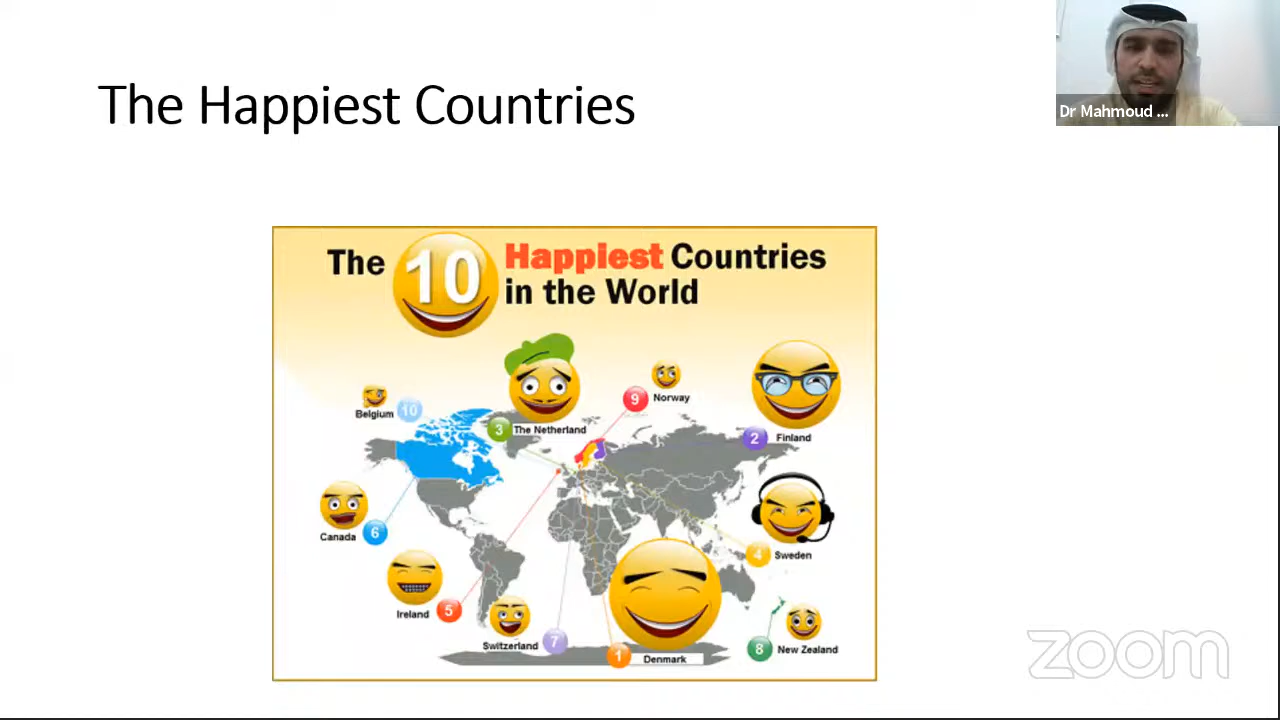 The Happiest Countries
Dr Mahmoud ...
The 10 Happiest Countries
in the World
Belgium 10
3 The Netherland
9 Norway
2 Finland
Canada 6
4 Sweden
Ireland 5
Switzerland 7
1 Denmark
8 New Zealand
zoom